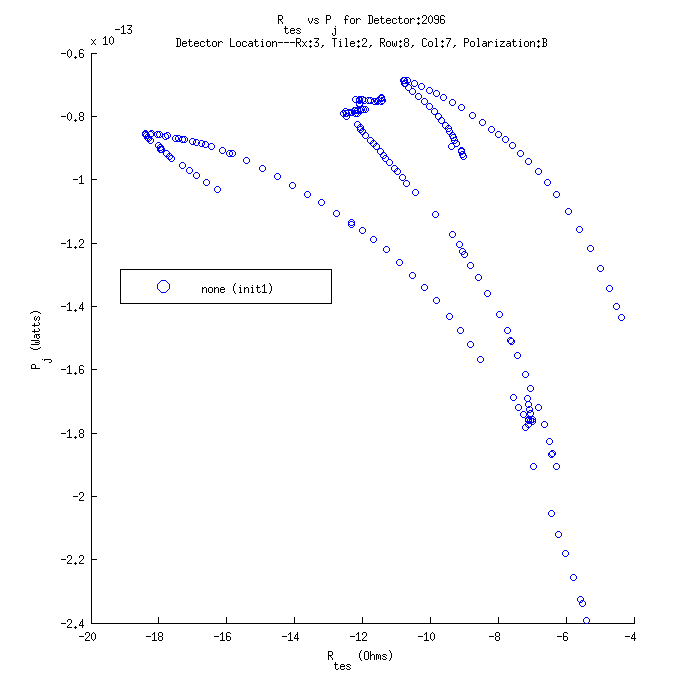 R_tes vs P_j for Detector:2096
x 10^-13
Detector Location---Rx:3, Tile:2, Row:8, Col:7, Polarization:B
-0.6
-0.8
-1
-1.2
-1.4
-1.6
-1.8
-2
-2.2
-2.4
P_j (Watts)
none (init1)
-20 -18 -16 -14 -12 -10 -8 -6 -4
R_tes (Ohms)